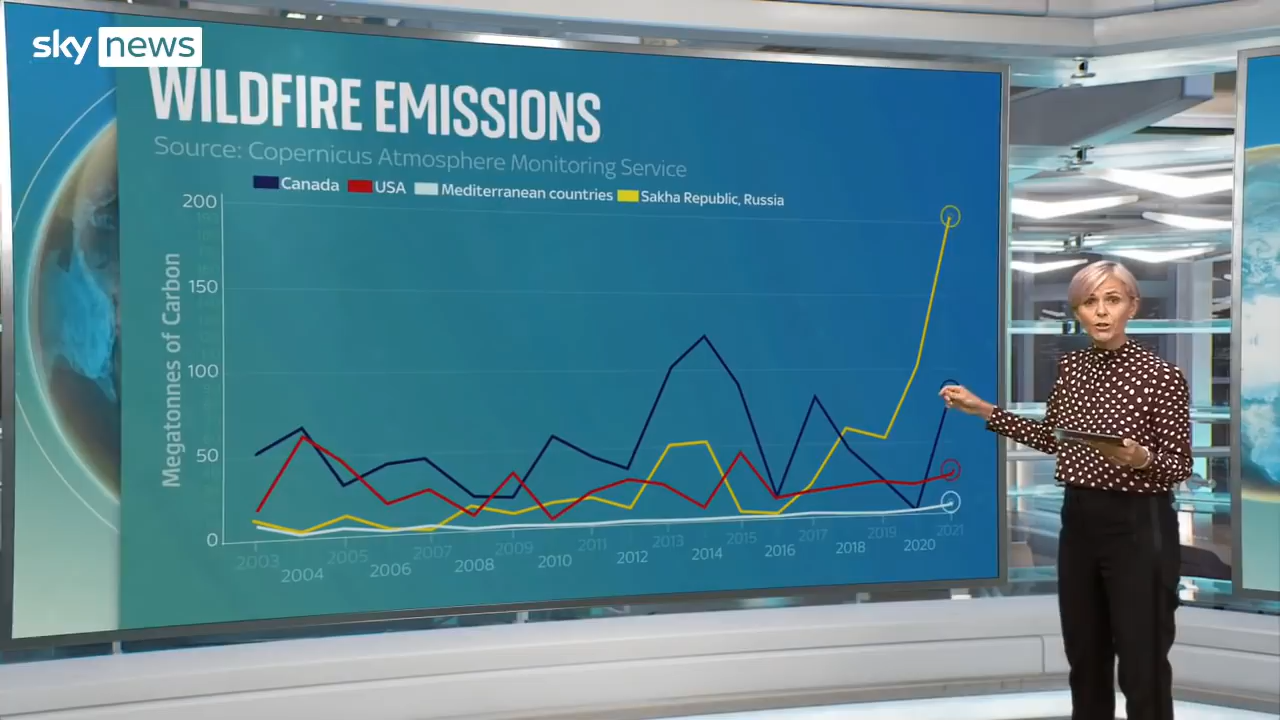 sky news
WILDFIRE EMISSIONS
Source: Copernicus Atmosphere Monitoring Service
Canada USA Mediterranean countries Sakha Republic, Russia
Megatonnes of Carbon
200
150
100
50
0
2003 2004 2005 2006 2007 2008 2009 2010 2011 2012 2013 2014 2015 2016 2017 2018 2019 2020 2021